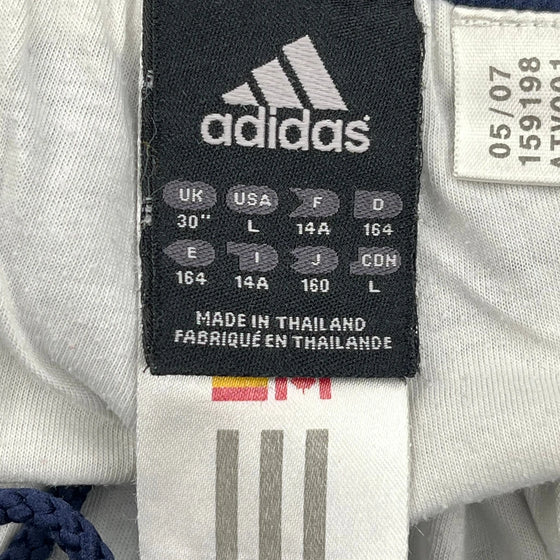 adidas
UK USA F D
30" L 14A 164
E I J CDN
164 14A 160 L
MADE IN THAILAND
FABRIQUÉ EN THAILANDE
05/07
159198